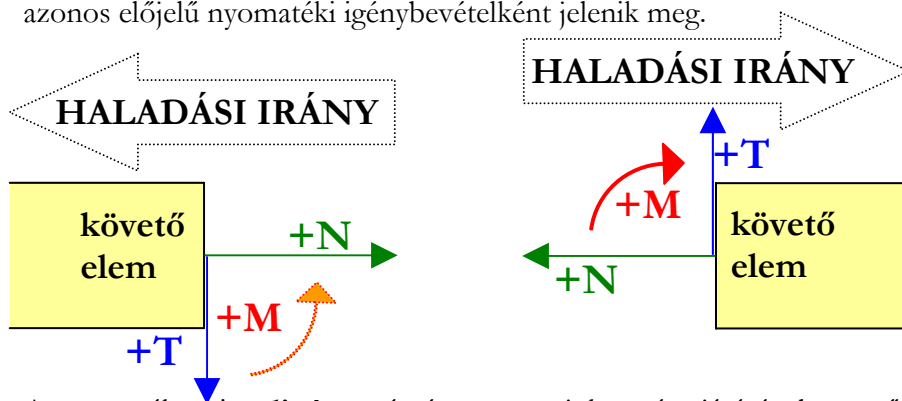 azonos előjelű nyomatéki igénybevételként jelenik meg.
HALADÁSI IRÁNY
HALADÁSI IRÁNY
+T
+M
követő
elem
+N
követő
elem
+N
+M
+T